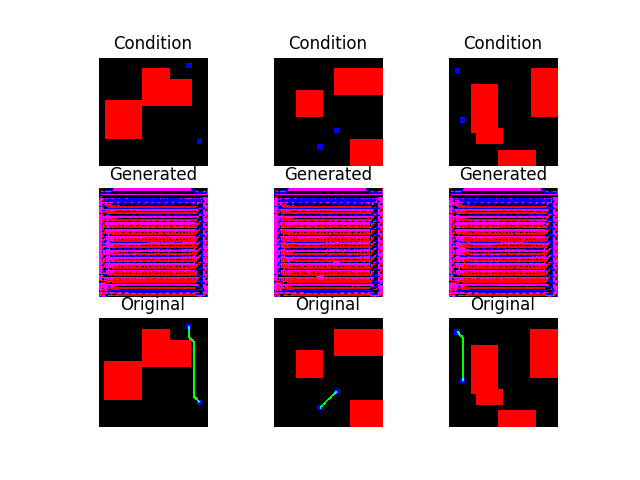 Condition Condition Condition
Generated Generated Generated
Original Original Original